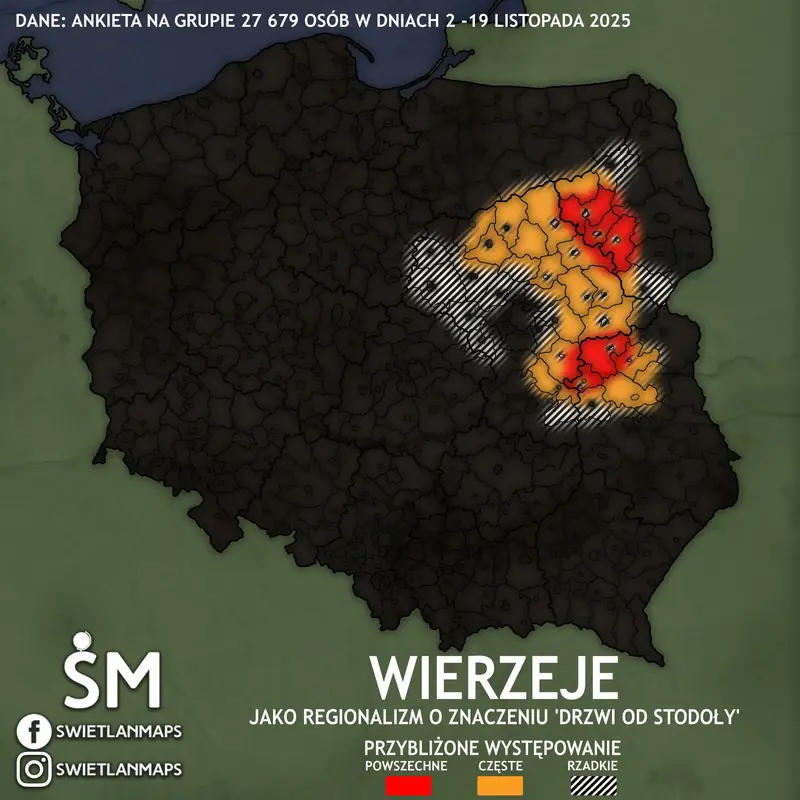 DANE: ANKIETA NA GRUPIE 27 679 OSÓB W DNIACH 2 -19 LISTOPADA 2025
ŚM
SWIETLANMAPS
SWIETLANMAPS
WIERZEJE
JAKO REGIONALIZM O ZNACZENIU 'DRZWI OD STODOŁY'
PRZYBLIŻONE WYSTĘPOWANIE
POWSZECHNE CZĘSTE RZADKIE